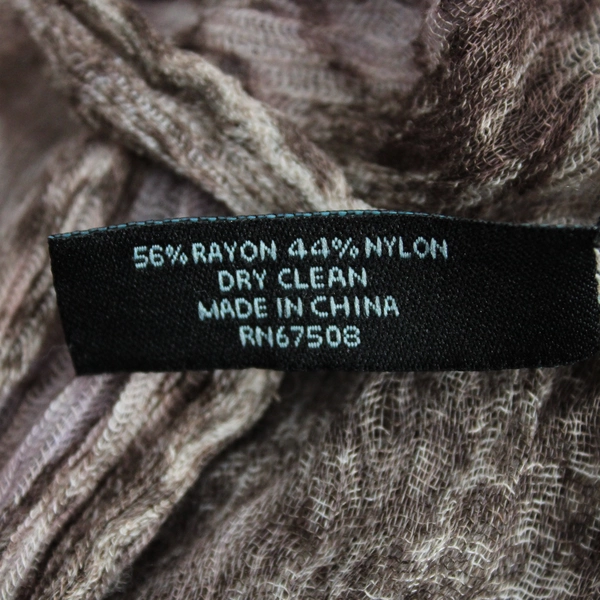 56% RAYON 44% NYLON
DRY CLEAN
MADE IN CHINA
RN67508